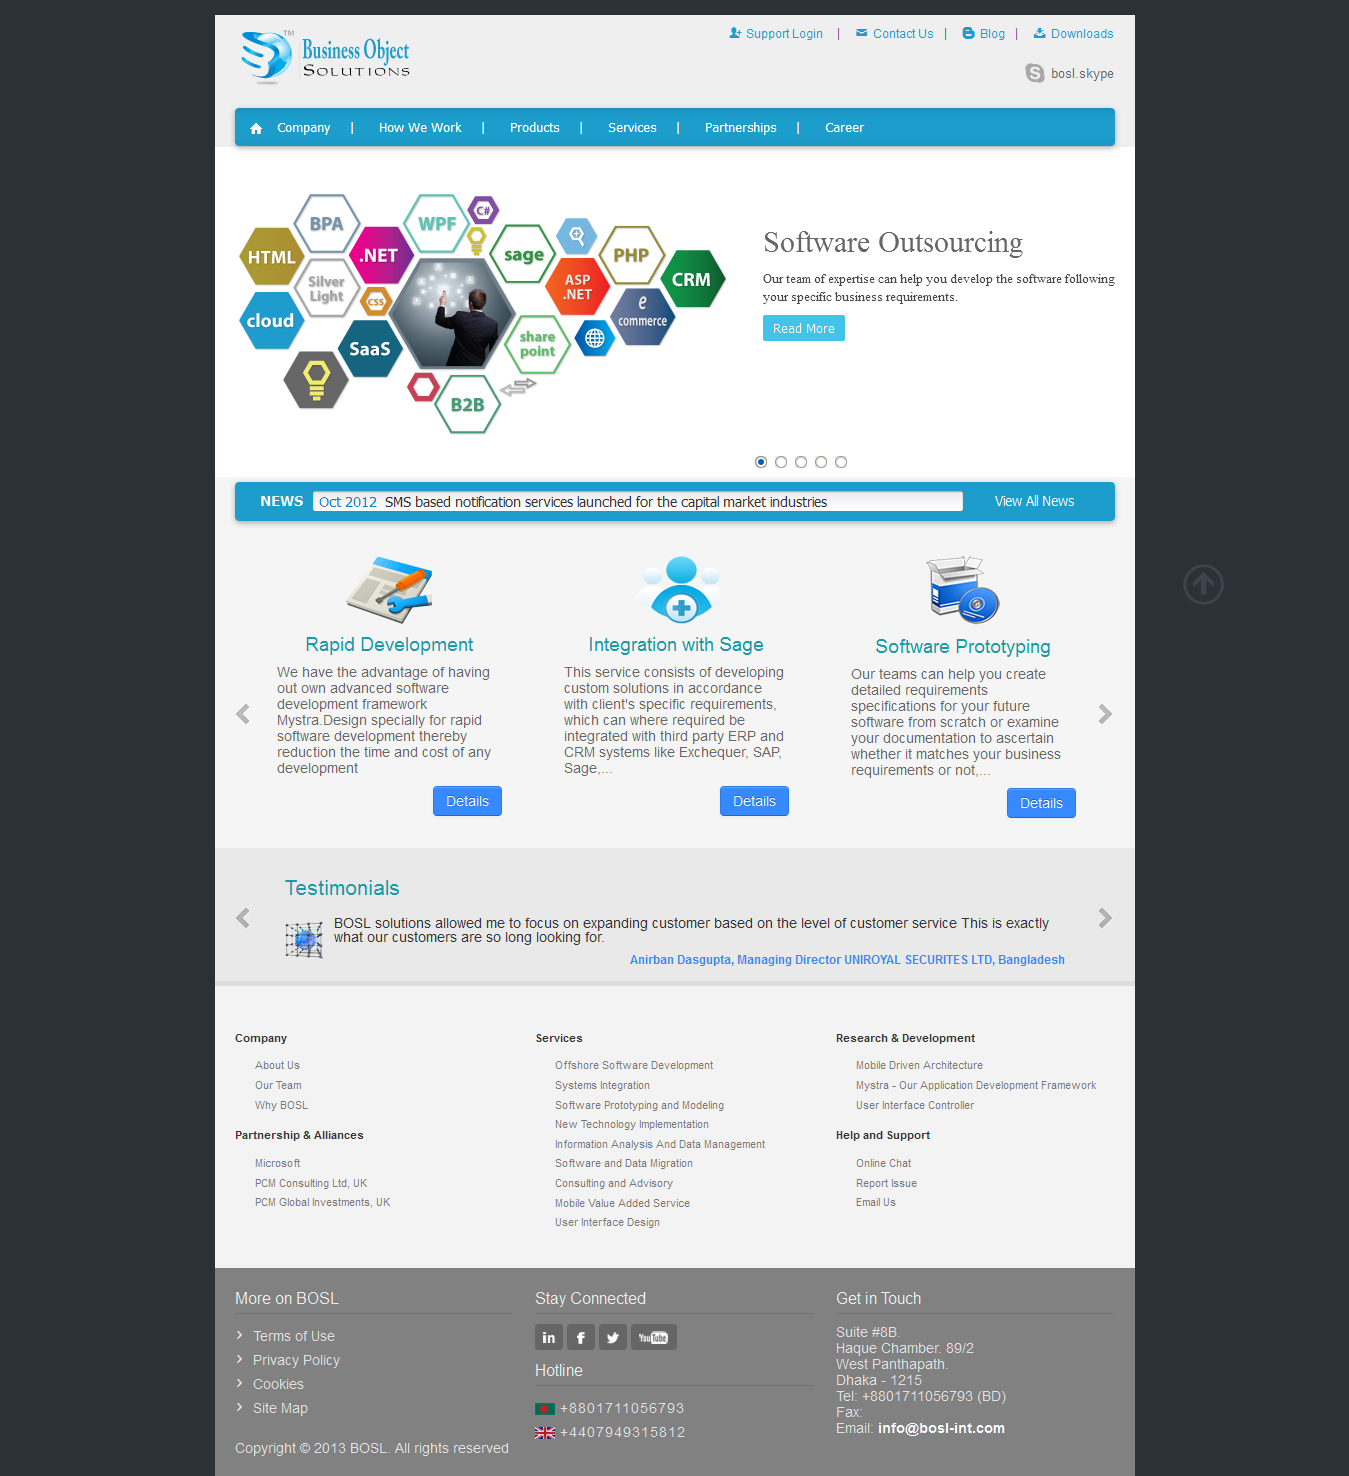 Business Object
SOLUTIONS
TM
Support Login | Contact Us | Blog | Downloads
bosl.skype
Company | How We Work | Products | Services | Partnerships | Career
BPA
WPF
C#
HTML
.NET
sage
PHP
Silver
Light
CSS
ASP
.NET
CRM
cloud
e
commerce
SaaS
share
point
B2B
Software Outsourcing
Our team of expertise can help you develop the software following
your specific business requirements.
Read More
NEWS Oct 2012 SMS based notification services launched for the capital market industries View All News
Rapid Development
We have the advantage of having
out own advanced software
development framework
Mystra.Design specially for rapid
software development thereby
reduction the time and cost of any
development
Details
Integration with Sage
This service consists of developing
custom solutions in accordance
with client's specific requirements,
which can where required be
integrated with third party ERP and
CRM systems like Exchequer, SAP,
Sage,...
Details
Software Prototyping
Our teams can help you create
detailed requirements
specifications for your future
software from scratch or examine
your documentation to ascertain
whether it matches your business
requirements or not,...
Details
Testimonials
BOSL solutions allowed me to focus on expanding customer based on the level of customer service This is exactly
what our customers are so long looking for.
Anirban Dasgupta, Managing Director UNIROYAL SECURITES LTD, Bangladesh
Company
About Us
Our Team
Why BOSL
Partnership & Alliances
Microsoft
PCM Consulting Ltd, UK
PCM Global Investments, UK
Services
Offshore Software Development
Systems Integration
Software Prototyping and Modeling
New Technology Implementation
Information Analysis And Data Management
Software and Data Migration
Consulting and Advisory
Mobile Value Added Service
User Interface Design
Research & Development
Mobile Driven Architecture
Mystra - Our Application Development Framework
User Interface Controller
Help and Support
Online Chat
Report Issue
Email Us
More on BOSL
Terms of Use
Privacy Policy
Cookies
Site Map
Copyright © 2013 BOSL. All rights reserved
Stay Connected
in f YouTube
Hotline
+8801711056793
+4407949315812
Get in Touch
Suite #8B.
Haque Chamber. 89/2
West Panthapath.
Dhaka - 1215
Tel: +8801711056793 (BD)
Fax:
Email: info@bosl-int.com